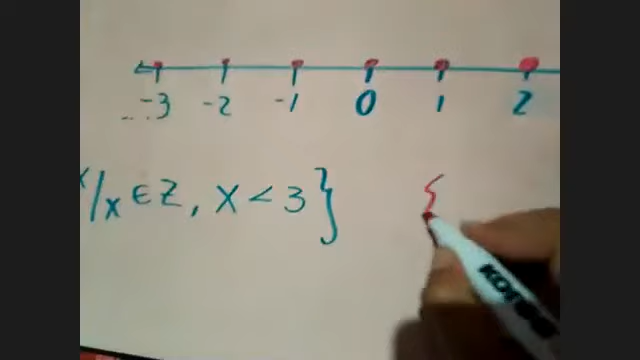 ... -3 -2 -1 0 1 2
/x ∈ Z, x < 3} {